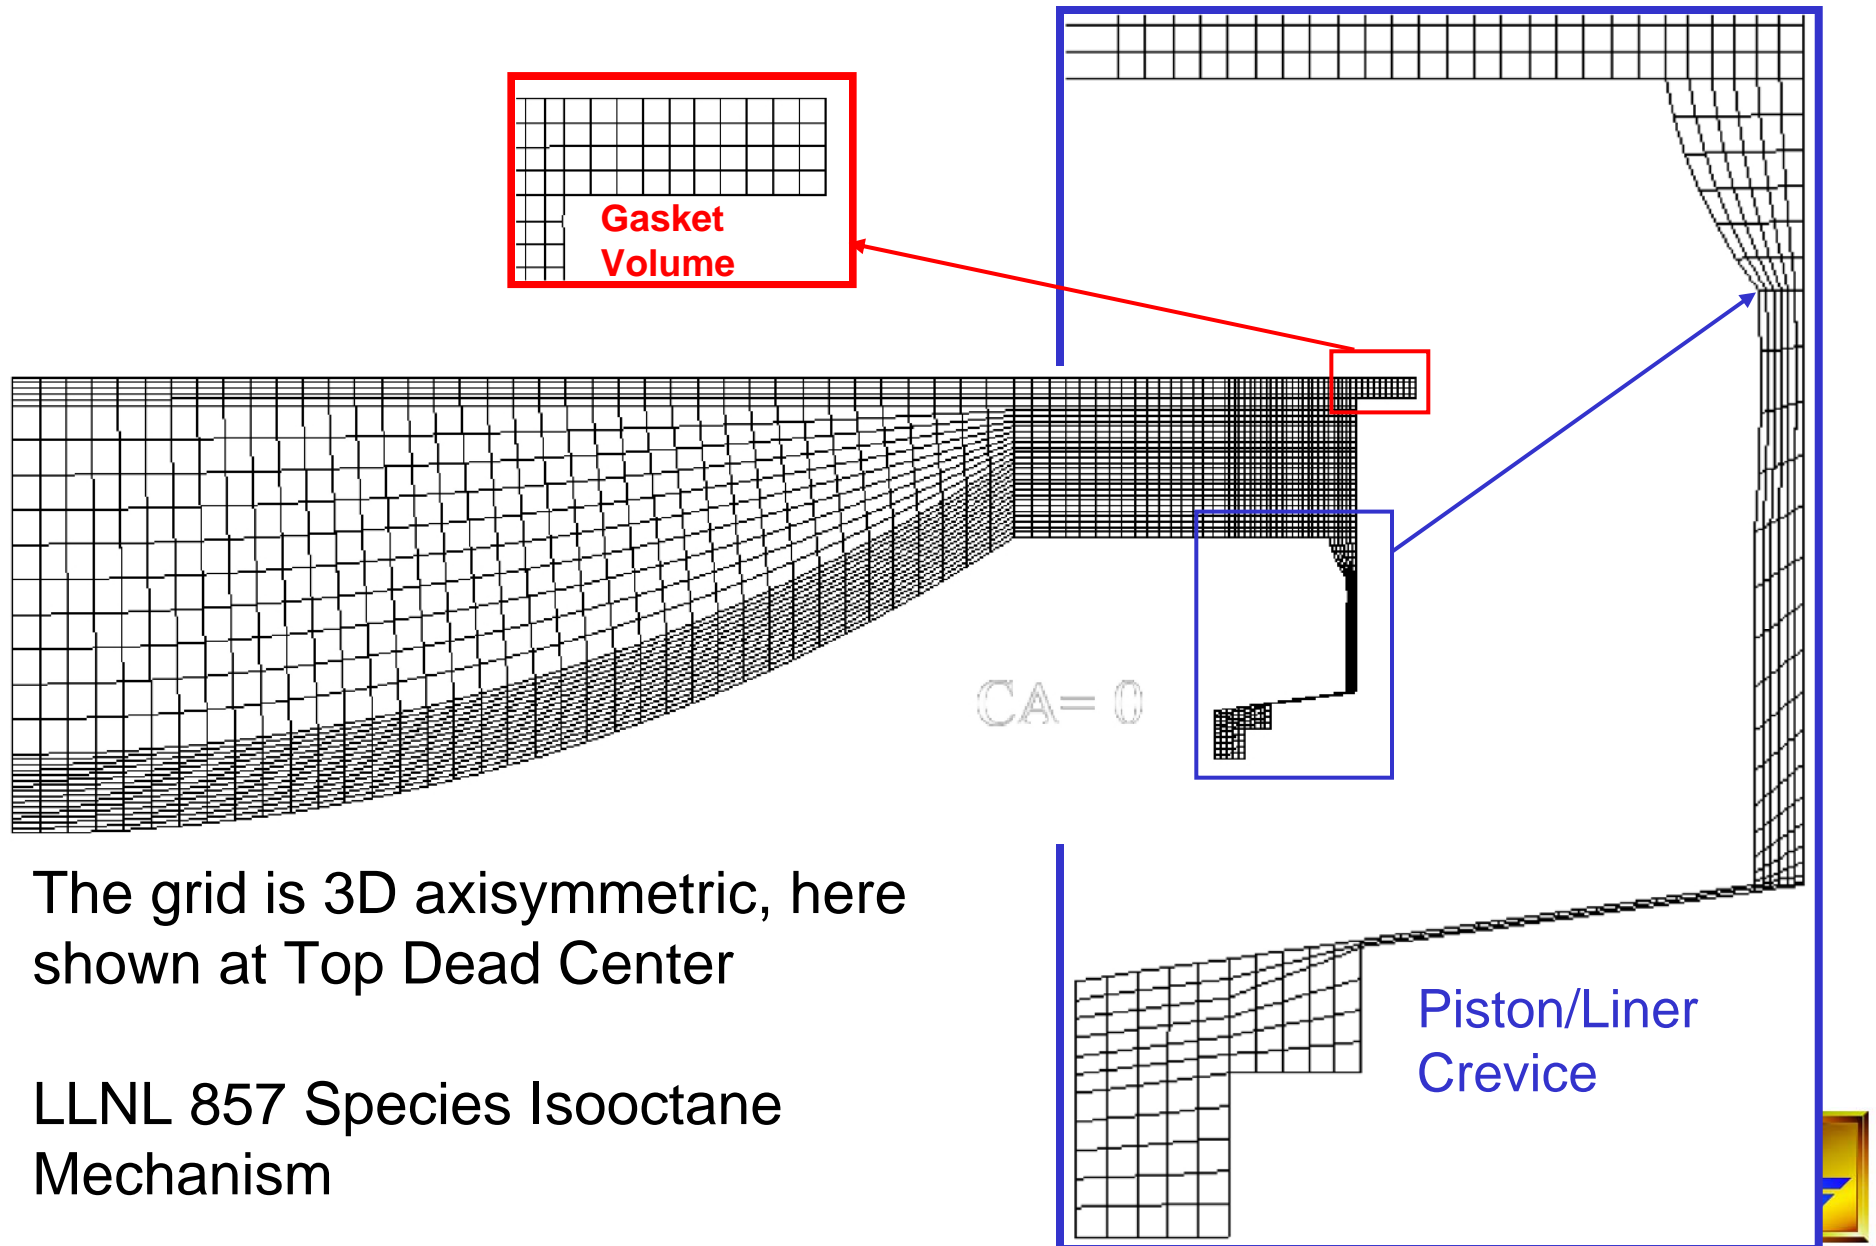 Gasket
Volume
CA= 0
The grid is 3D axisymmetric, here
shown at Top Dead Center
LLNL 857 Species Isooctane
Mechanism
Piston/Liner
Crevice